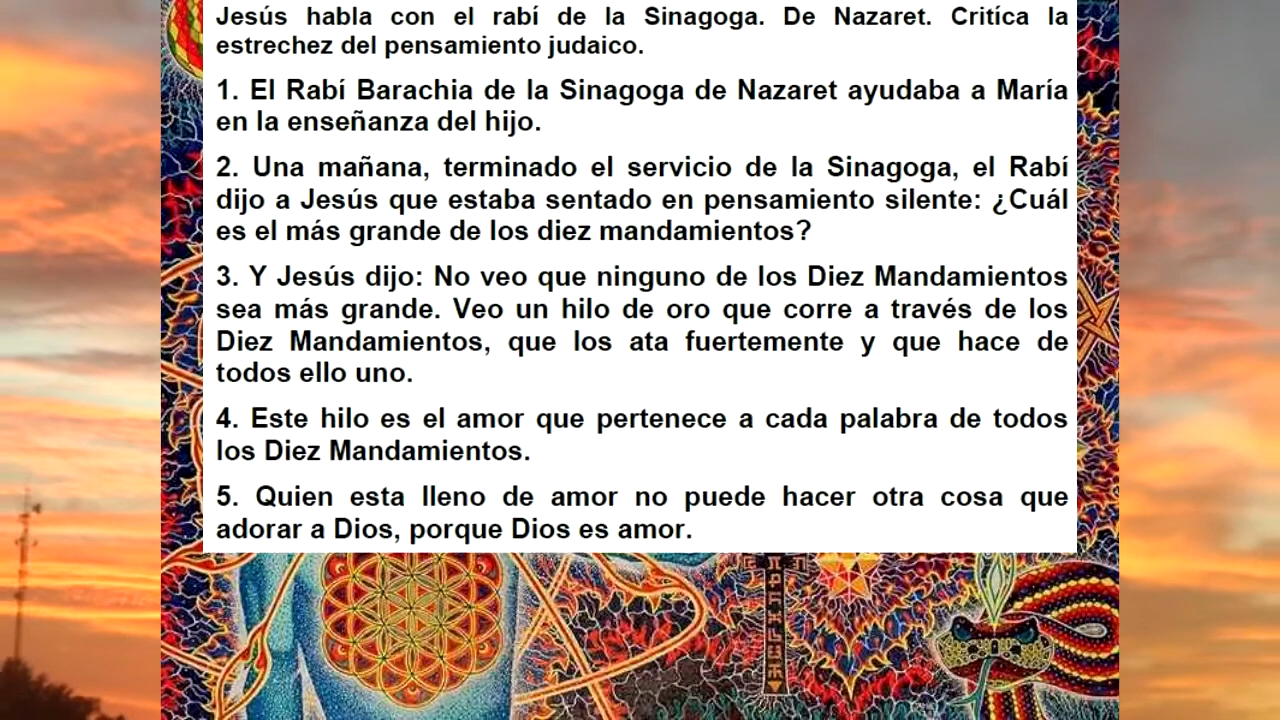 Jesús habla con el rabí de la Sinagoga. De Nazaret. Critíca la
estrechez del pensamiento judaico.
1. El Rabí Barachia de la Sinagoga de Nazaret ayudaba a María
en la enseñanza del hijo.
2. Una mañana, terminado el servicio de la Sinagoga, el Rabí
dijo a Jesús que estaba sentado en pensamiento silente: ¿Cuál
es el más grande de los diez mandamientos?
3. Y Jesús dijo: No veo que ninguno de los Diez Mandamientos
sea más grande. Veo un hilo de oro que corre a través de los
Diez Mandamientos, que los ata fuertemente y que hace de
todos ello uno.
4. Este hilo es el amor que pertenece a cada palabra de todos
los Diez Mandamientos.
5. Quien esta lleno de amor no puede hacer otra cosa que
adorar a Dios, porque Dios es amor.